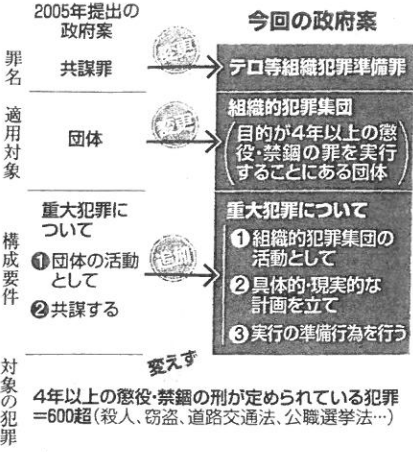 2005年提出の
政府案
今回の政府案
罪名
共謀罪
変更
テロ等組織犯罪準備罪
適用対象
団体
変更
組織的犯罪集団
(目的が4年以上の懲
役・禁錮の罪を実行
することにある団体)
構成要件
重大犯罪に
ついて
❶団体の活動
として
❷共謀する
追加
重大犯罪について
❶組織的犯罪集団の
活動として
❷具体的・現実的な
計画を立て
❸実行の準備行為を行う
対象の犯罪
変えず
4年以上の懲役・禁錮の刑が定められている犯罪
=600超(殺人、窃盗、道路交通法、公職選挙法…)